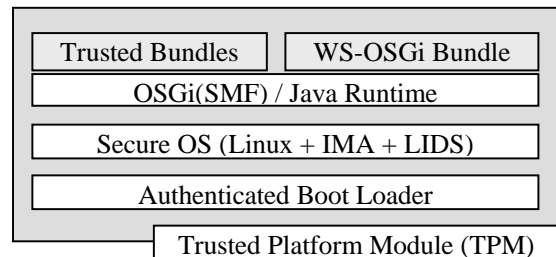 Trusted Bundles
WS-OSGi Bundle
OSGi(SMF) / Java Runtime
Secure OS (Linux + IMA + LIDS)
Authenticated Boot Loader
Trusted Platform Module (TPM)